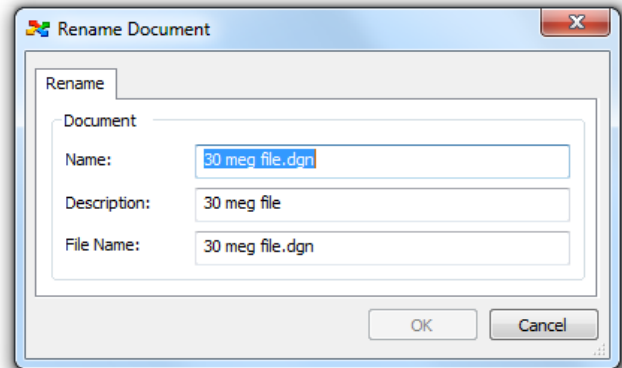 Rename Document
Rename
Document
Name: 30 meg file.dgn
Description: 30 meg file
File Name: 30 meg file.dgn
OK Cancel